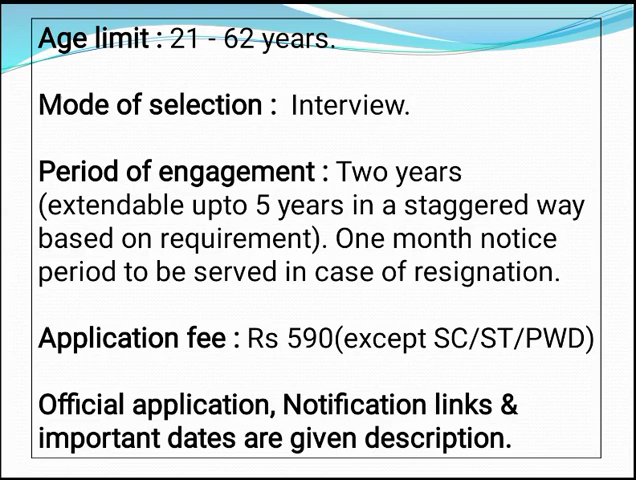 Age limit : 21 - 62 years.
Mode of selection : Interview.
Period of engagement : Two years
(extendable upto 5 years in a staggered way
based on requirement). One month notice
period to be served in case of resignation.
Application fee : Rs 590(except SC/ST/PWD)
Official application, Notification links &
important dates are given description.